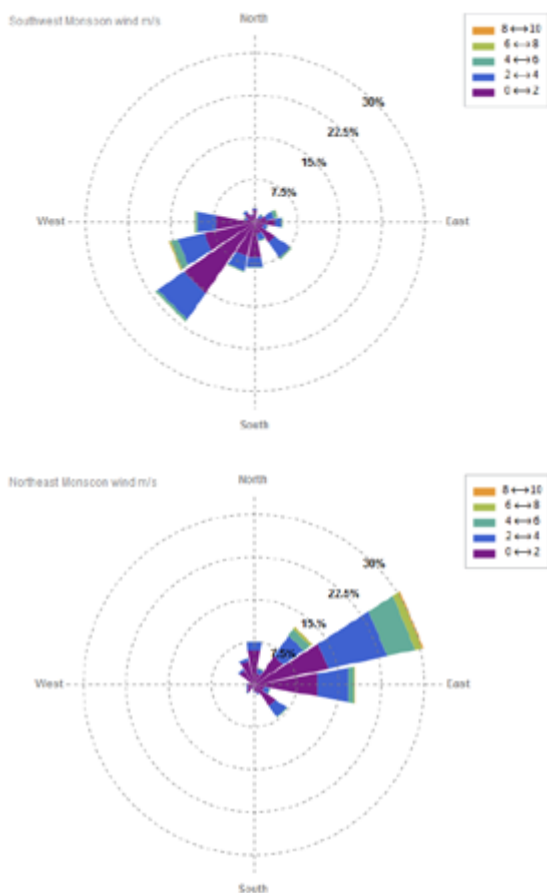 Southwest Monsoon wind m/s
North
8⟷10
6⟷8
4⟷6
2⟷4
0⟷2
30%
22.5%
15.%
7.5%
West
East
South
Northeast Monsoon wind m/s
North
8⟷10
6⟷8
4⟷6
2⟷4
0⟷2
30%
22.5%
15.%
7.5%
West
East
South